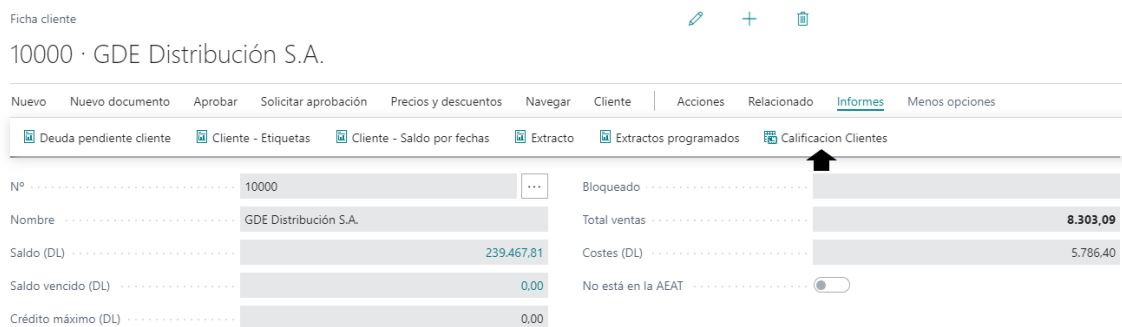 Ficha cliente
10000 · GDE Distribución S.A.
Nuevo Nuevo documento Aprobar Solicitar aprobación Precios y descuentos Navegar Cliente Acciones Relacionado Informes Menos opciones
Deuda pendiente cliente Cliente - Etiquetas Cliente - Saldo por fechas Extracto Extractos programados Calificacion Clientes
Nº 10000 ... Bloqueado
Nombre GDE Distribución S.A. Total ventas 8.303,09
Saldo (DL) 239.467,81 Costes (DL) 5.786,40
Saldo vencido (DL) 0,00 No está en la AEAT
Crédito máximo (DL) 0,00